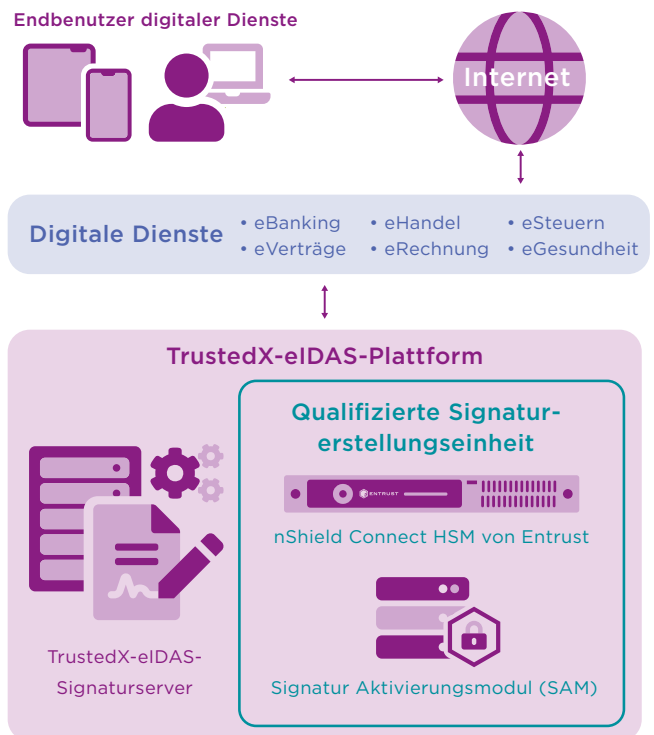 Endbenutzer digitaler Dienste
Internet
Digitale Dienste
• eBanking
• eHandel
• eSteuern
• eVerträge
• eRechnung
• eGesundheit
TrustedX-eIDAS-Plattform
Qualifizierte Signatur-
erstellungseinheit
ENTRUST
nShield Connect HSM von Entrust
TrustedX-eIDAS-
Signaturserver
Signatur Aktivierungsmodul (SAM)